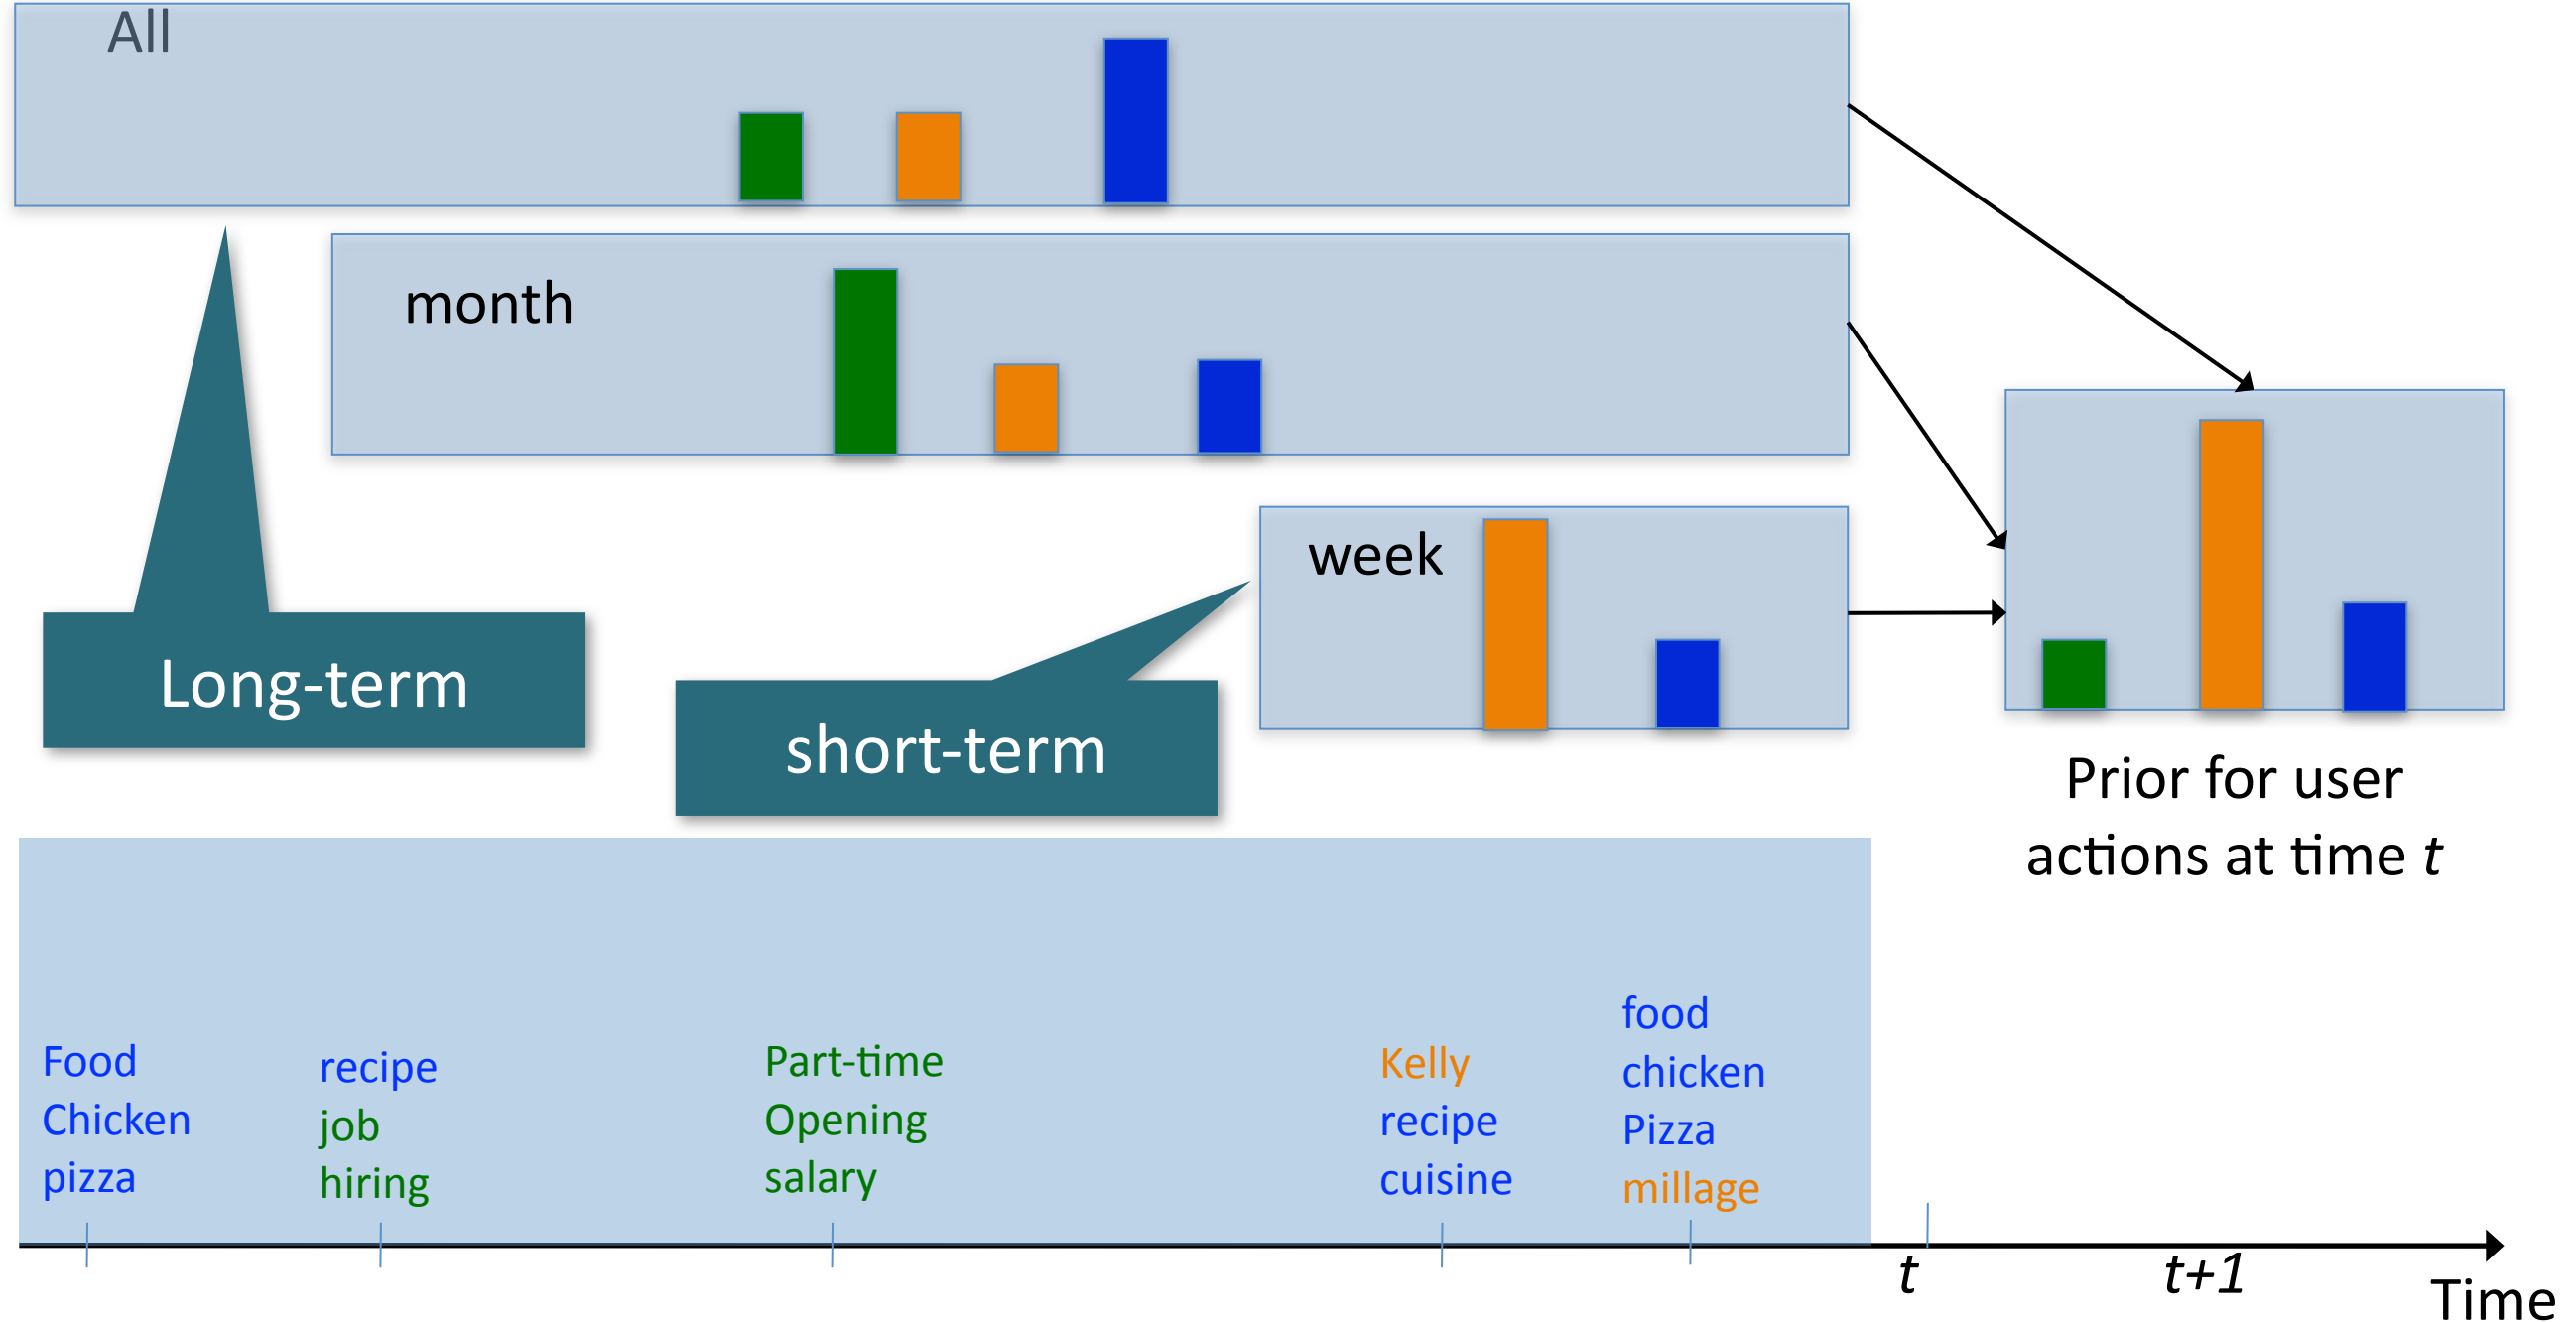 All
month
week
Long-term
short-term
Prior for user
actions at time t
Food
Chicken
pizza
recipe
job
hiring
Part-time
Opening
salary
Kelly
recipe
cuisine
food
chicken
Pizza
millage
t
t+1
Time